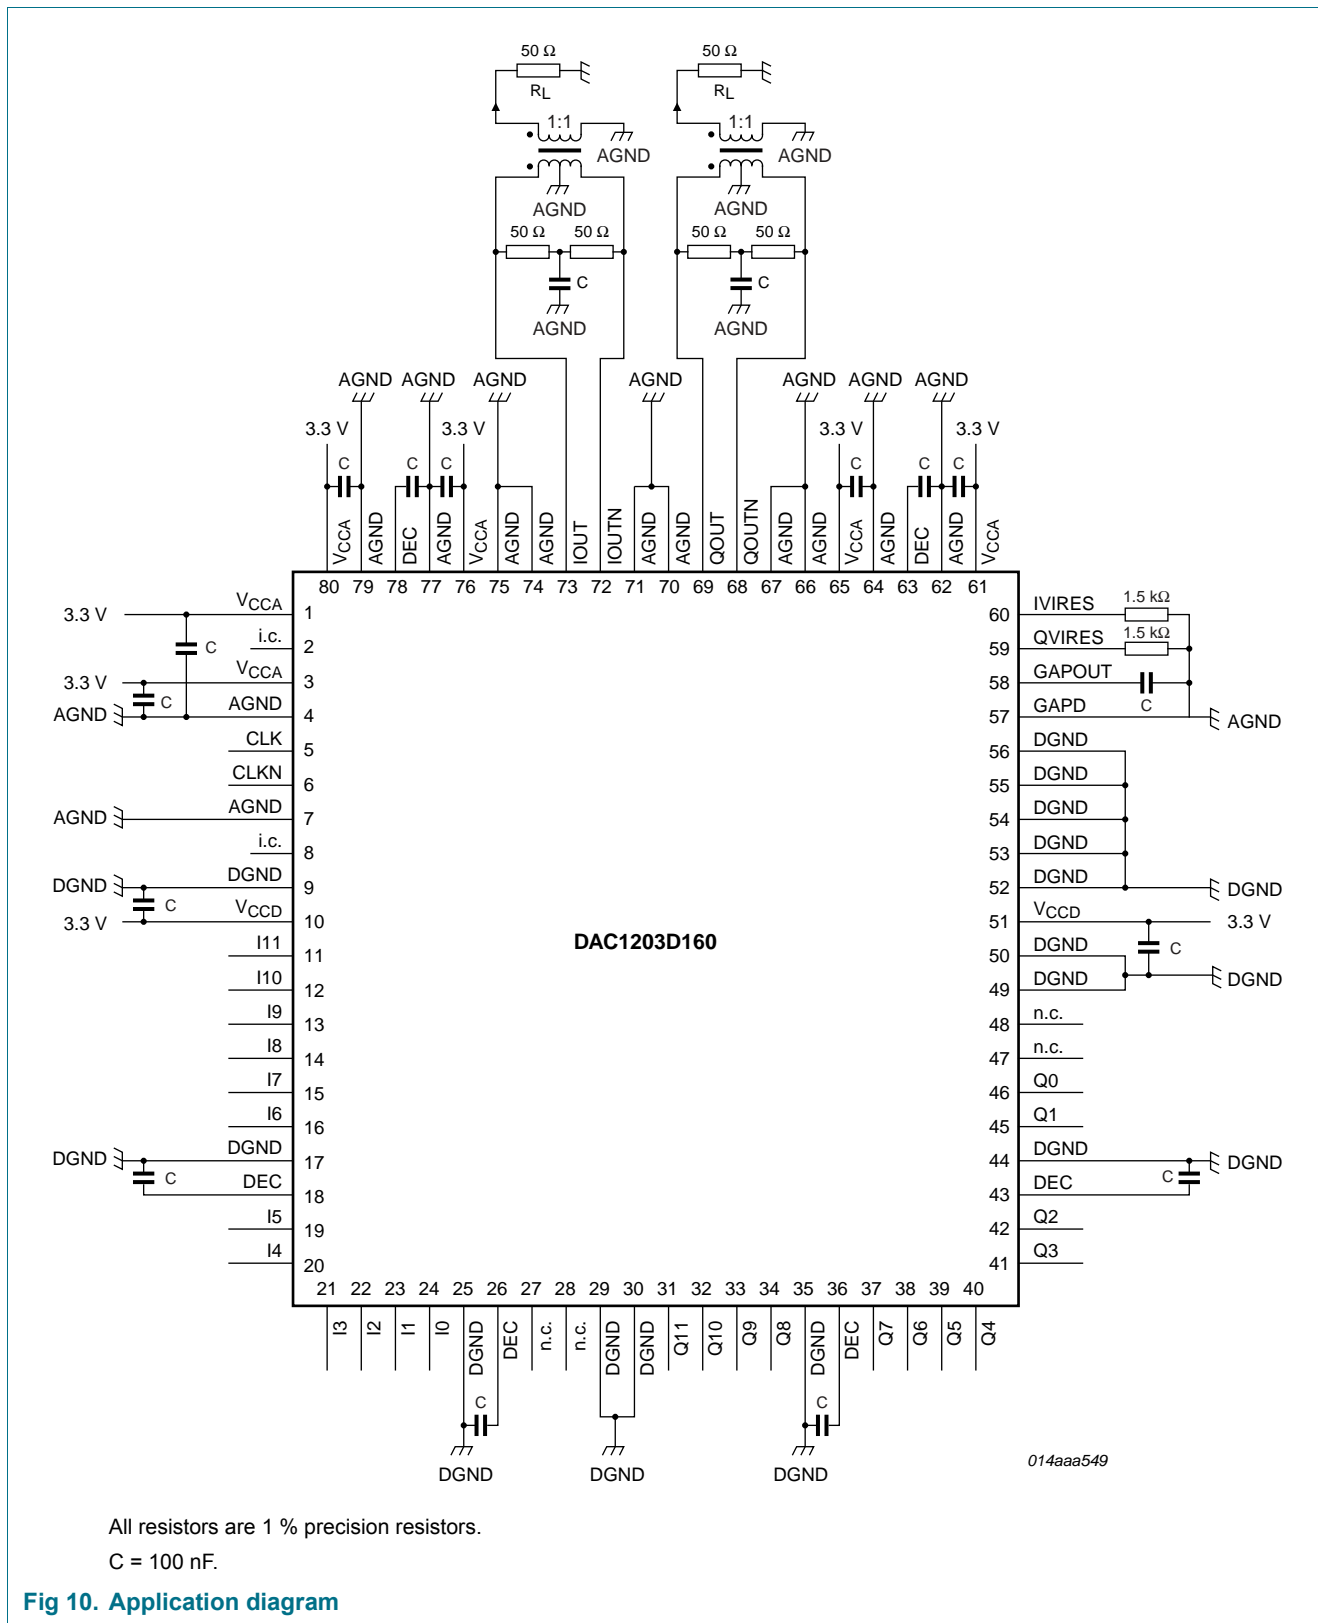 50 Ω 50 Ω
RL RL
1:1 1:1
AGND AGND
AGND AGND
50 Ω 50 Ω 50 Ω 50 Ω
C C
AGND AGND
AGND AGND AGND AGND AGND AGND AGND
3.3 V 3.3 V 3.3 V 3.3 V
C C C C C C
VCCA AGND DEC AGND VCCA AGND AGND IOUT IOUTN AGND AGND QOUT QOUTN AGND AGND VCCA AGND DEC AGND VCCA
80 79 78 77 76 75 74 73 72 71 70 69 68 67 66 65 64 63 62 61
3.3 V VCCA 1 60 IVIRES 1.5 kΩ
C
i.c. 2 59 QVIRES 1.5 kΩ
3.3 V VCCA 3 58 GAPOUT
C C
AGND AGND 4 57 GAPD AGND
CLK 5 56 DGND
CLKN 6 55 DGND
AGND AGND 7 54 DGND
i.c. 8 53 DGND
DGND DGND 9 52 DGND DGND
C
3.3 V VCCD 10 51 VCCD 3.3 V
DAC1203D160
C
I11 11 50 DGND
I10 12 49 DGND DGND
I9 13 48 n.c.
I8 14 47 n.c.
I7 15 46 Q0
I6 16 45 Q1
DGND DGND 17 44 DGND DGND
C C
DEC 18 43 DEC
I5 19 42 Q2
I4 20 41 Q3
21 22 23 24 25 26 27 28 29 30 31 32 33 34 35 36 37 38 39 40
I3 I2 I1 I0 DGND DEC n.c. n.c. DGND DGND Q11 Q10 Q9 Q8 DGND DEC Q7 Q6 Q5 Q4
C C
DGND DGND DGND
014aaa549
All resistors are 1 % precision resistors.
C = 100 nF.
Fig 10. Application diagram